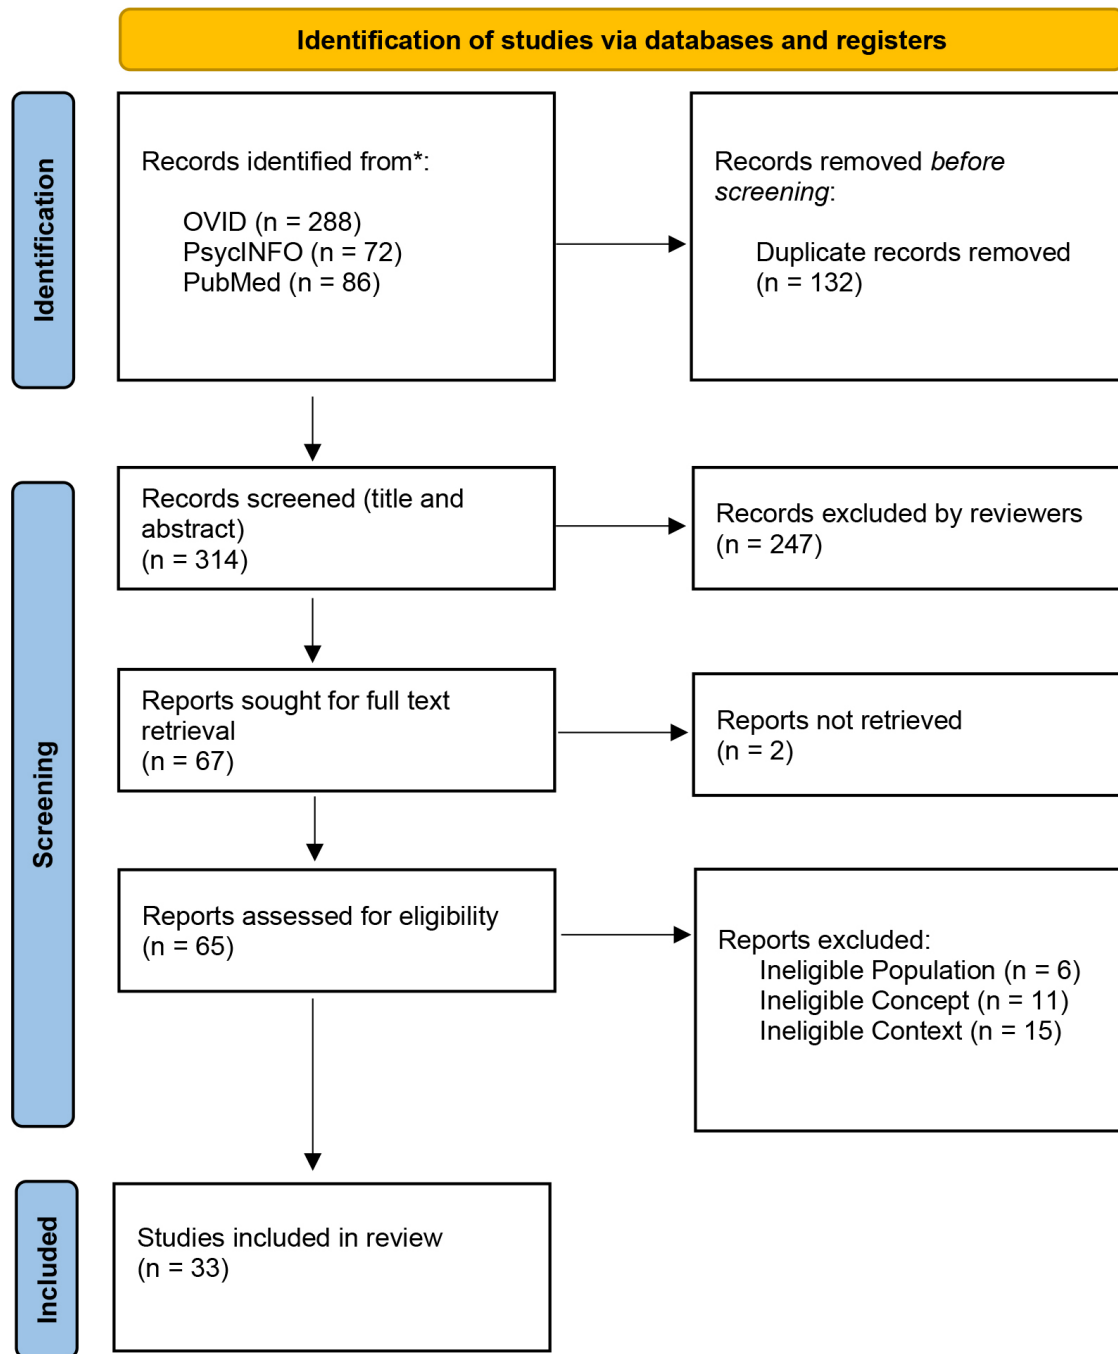 Identification of studies via databases and registers
Identification
Records identified from*:
OVID (n = 288)
PsycINFO (n = 72)
PubMed (n = 86)
Records removed before
screening:
Duplicate records removed
(n = 132)
Screening
Records screened (title and
abstract)
(n = 314)
Records excluded by reviewers
(n = 247)
Reports sought for full text
retrieval
(n = 67)
Reports not retrieved
(n = 2)
Reports assessed for eligibility
(n = 65)
Reports excluded:
Ineligible Population (n = 6)
Ineligible Concept (n = 11)
Ineligible Context (n = 15)
Included
Studies included in review
(n = 33)